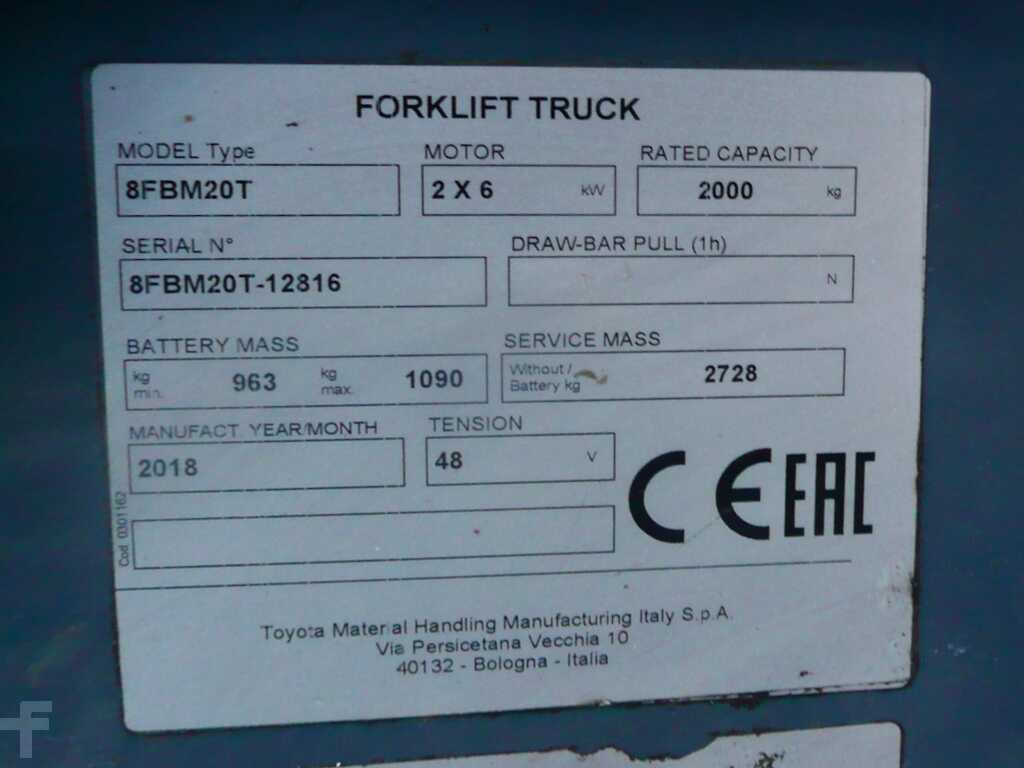 FORKLIFT TRUCK
MODEL Type MOTOR RATED CAPACITY
8FBM20T 2 X 6 kW 2000 kg
SERIAL N° DRAW-BAR PULL (1h)
8FBM20T-12816 N
BATTERY MASS SERVICE MASS
kg min. 963 kg max. 1090 Without / Battery kg 2728
MANUFACT. YEAR/MONTH TENSION
2018 48 V
CE EAC
Cod. 0301162
Toyota Material Handling Manufacturing Italy S.p.A.
Via Persicetana Vecchia 10
40132 - Bologna - Italia